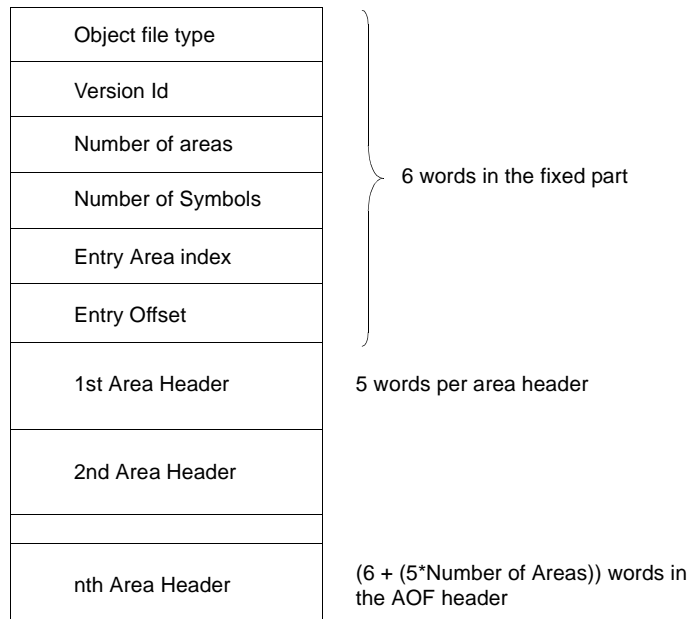 Object file type
Version Id
Number of areas
Number of Symbols
6 words in the fixed part
Entry Area index
Entry Offset
1st Area Header
5 words per area header
2nd Area Header
nth Area Header
(6 + (5*Number of Areas)) words in
the AOF header